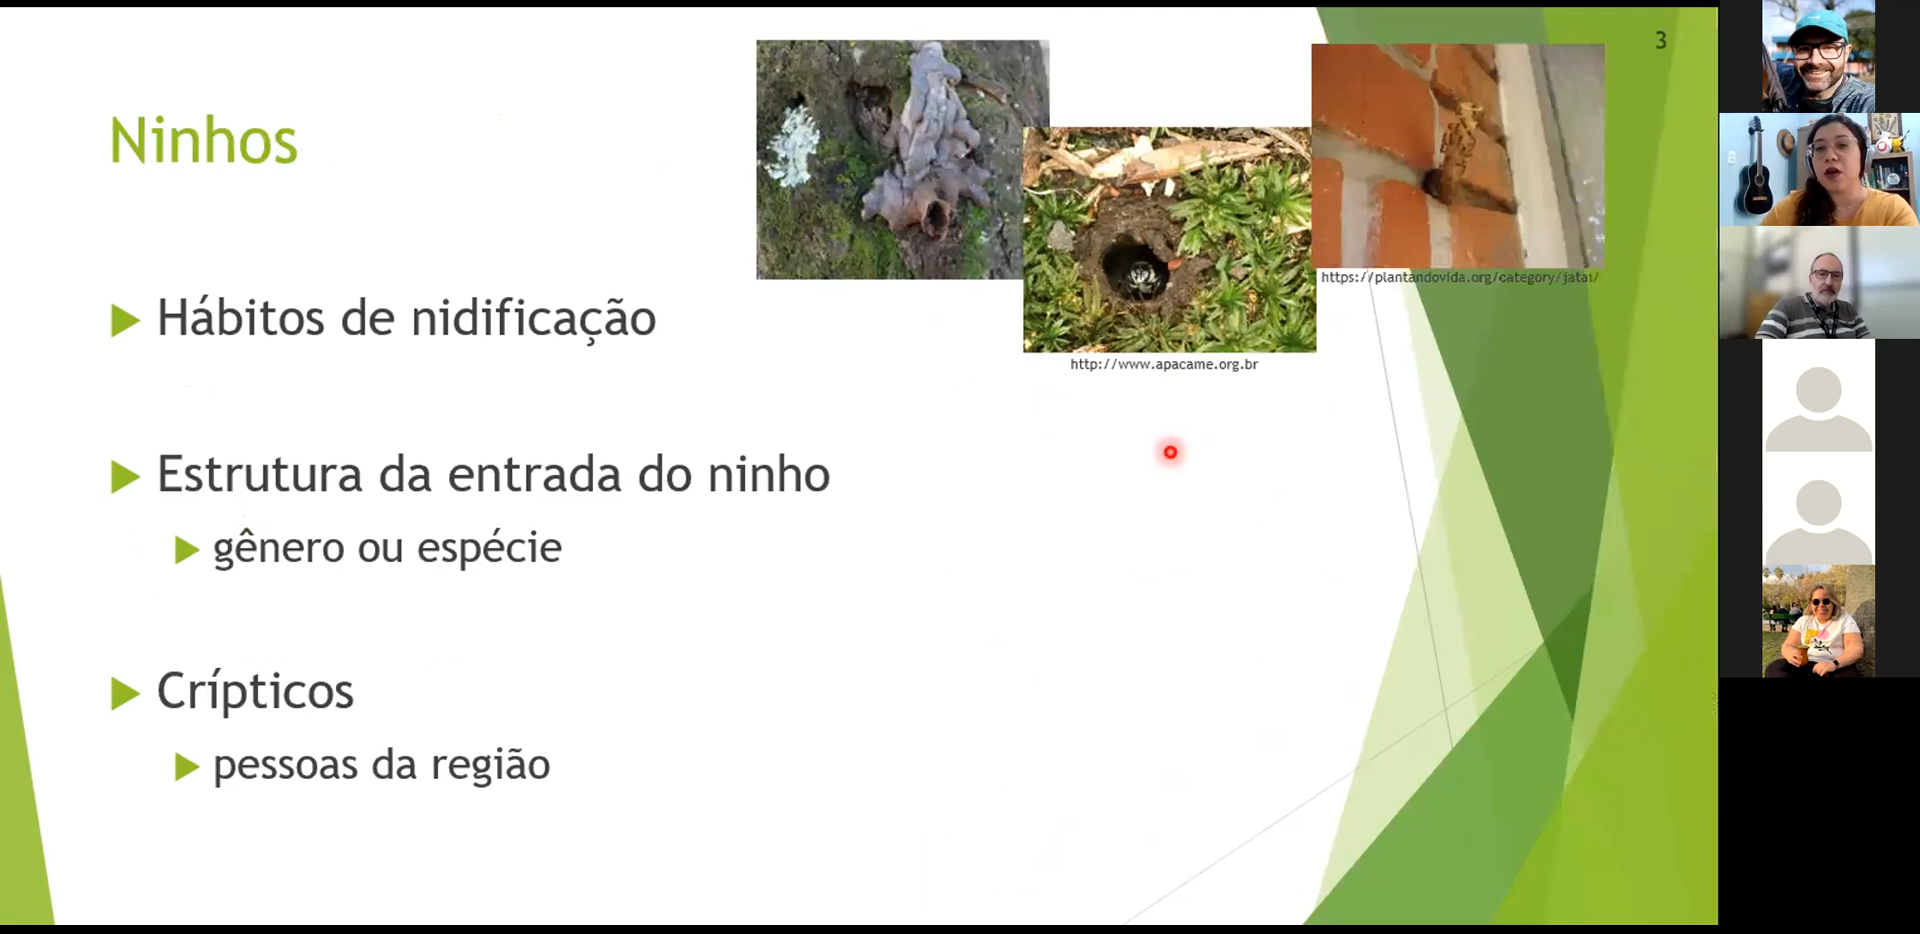 3
Ninhos
https://plantandovida.org/category/jatai/
http://www.apacame.org.br
Hábitos de nidificação
Estrutura da entrada do ninho
gênero ou espécie
Crípticos
pessoas da região